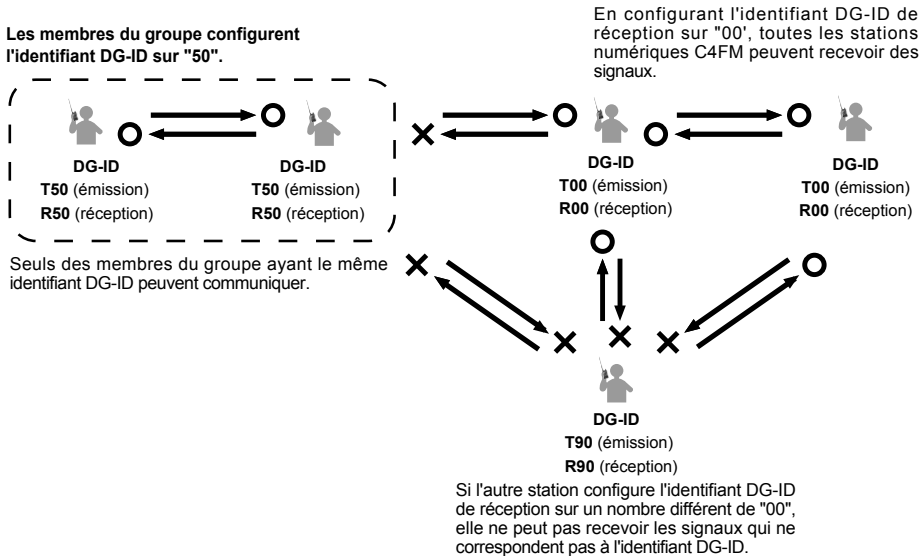 Les membres du groupe configurent
l'identifiant DG-ID sur "50".
En configurant l'identifiant DG-ID de
réception sur "00', toutes les stations
numériques C4FM peuvent recevoir des
signaux.
DG-ID
T50 (émission)
R50 (réception)
DG-ID
T50 (émission)
R50 (réception)
DG-ID
T00 (émission)
R00 (réception)
DG-ID
T00 (émission)
R00 (réception)
Seuls des membres du groupe ayant le même
identifiant DG-ID peuvent communiquer.
DG-ID
T90 (émission)
R90 (réception)
Si l'autre station configure l'identifiant DG-ID
de réception sur un nombre différent de "00",
elle ne peut pas recevoir les signaux qui ne
correspondent pas à l'identifiant DG-ID.